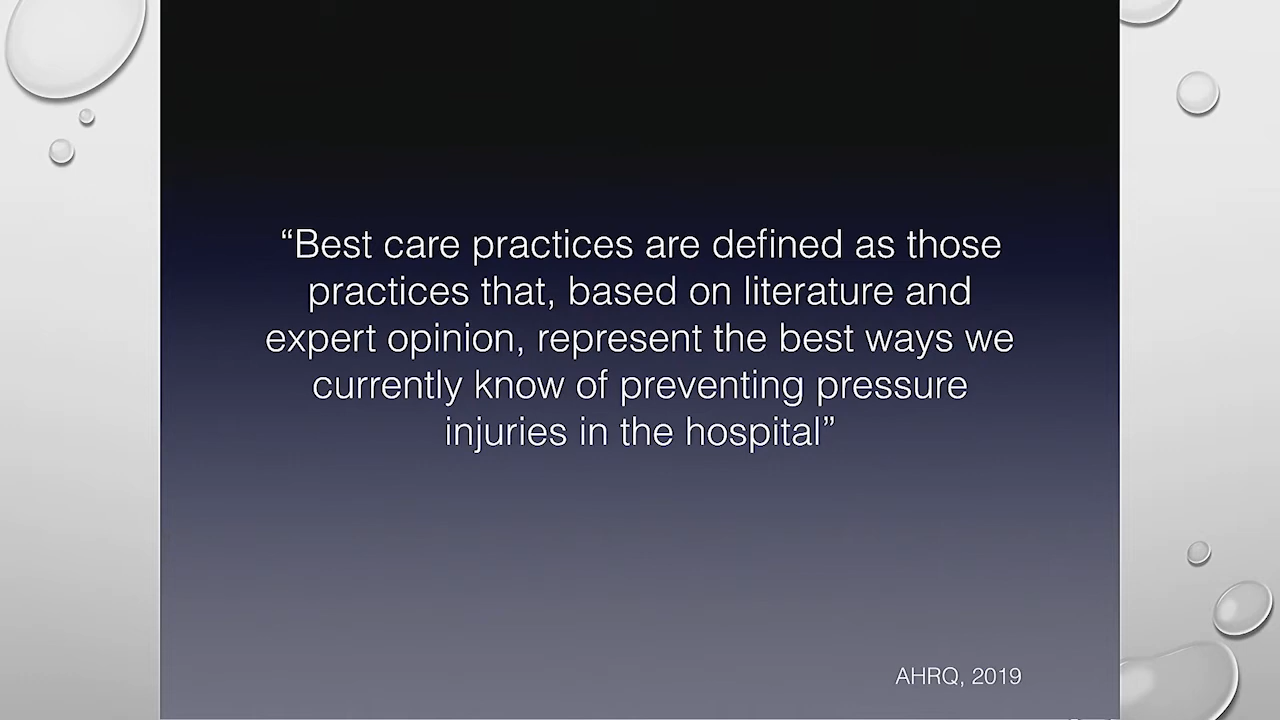 “Best care practices are defined as those
practices that, based on literature and
expert opinion, represent the best ways we
currently know of preventing pressure
injuries in the hospital”
AHRQ, 2019